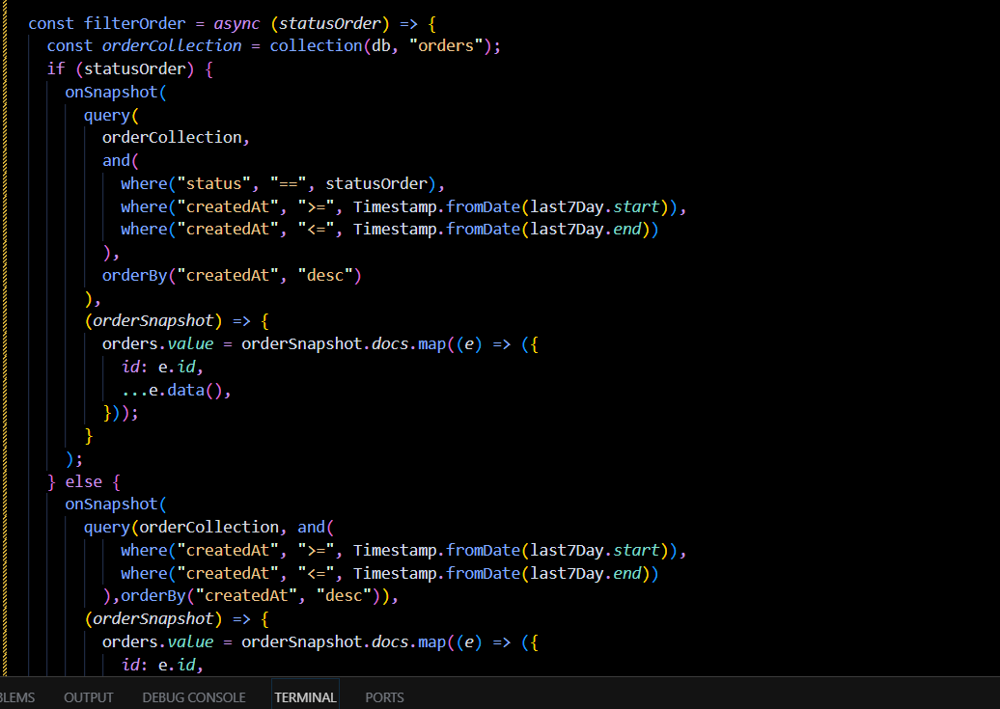 const filterOrder = async (statusOrder) => {
const orderCollection = collection(db, "orders");
if (statusOrder) {
onSnapshot(
query(
orderCollection,
and(
where("status", "==", statusOrder),
where("createdAt", ">=", Timestamp.fromDate(last7Day.start)),
where("createdAt", "<=", Timestamp.fromDate(last7Day.end))
),
orderBy("createdAt", "desc")
),
(orderSnapshot) => {
orders.value = orderSnapshot.docs.map((e) => ({
id: e.id,
...e.data(),
}));
}
);
} else {
onSnapshot(
query(orderCollection, and(
where("createdAt", ">=", Timestamp.fromDate(last7Day.start)),
where("createdAt", "<=", Timestamp.fromDate(last7Day.end))
),orderBy("createdAt", "desc")),
(orderSnapshot) => {
orders.value = orderSnapshot.docs.map((e) => ({
id: e.id,
BLEMS OUTPUT DEBUG CONSOLE TERMINAL PORTS